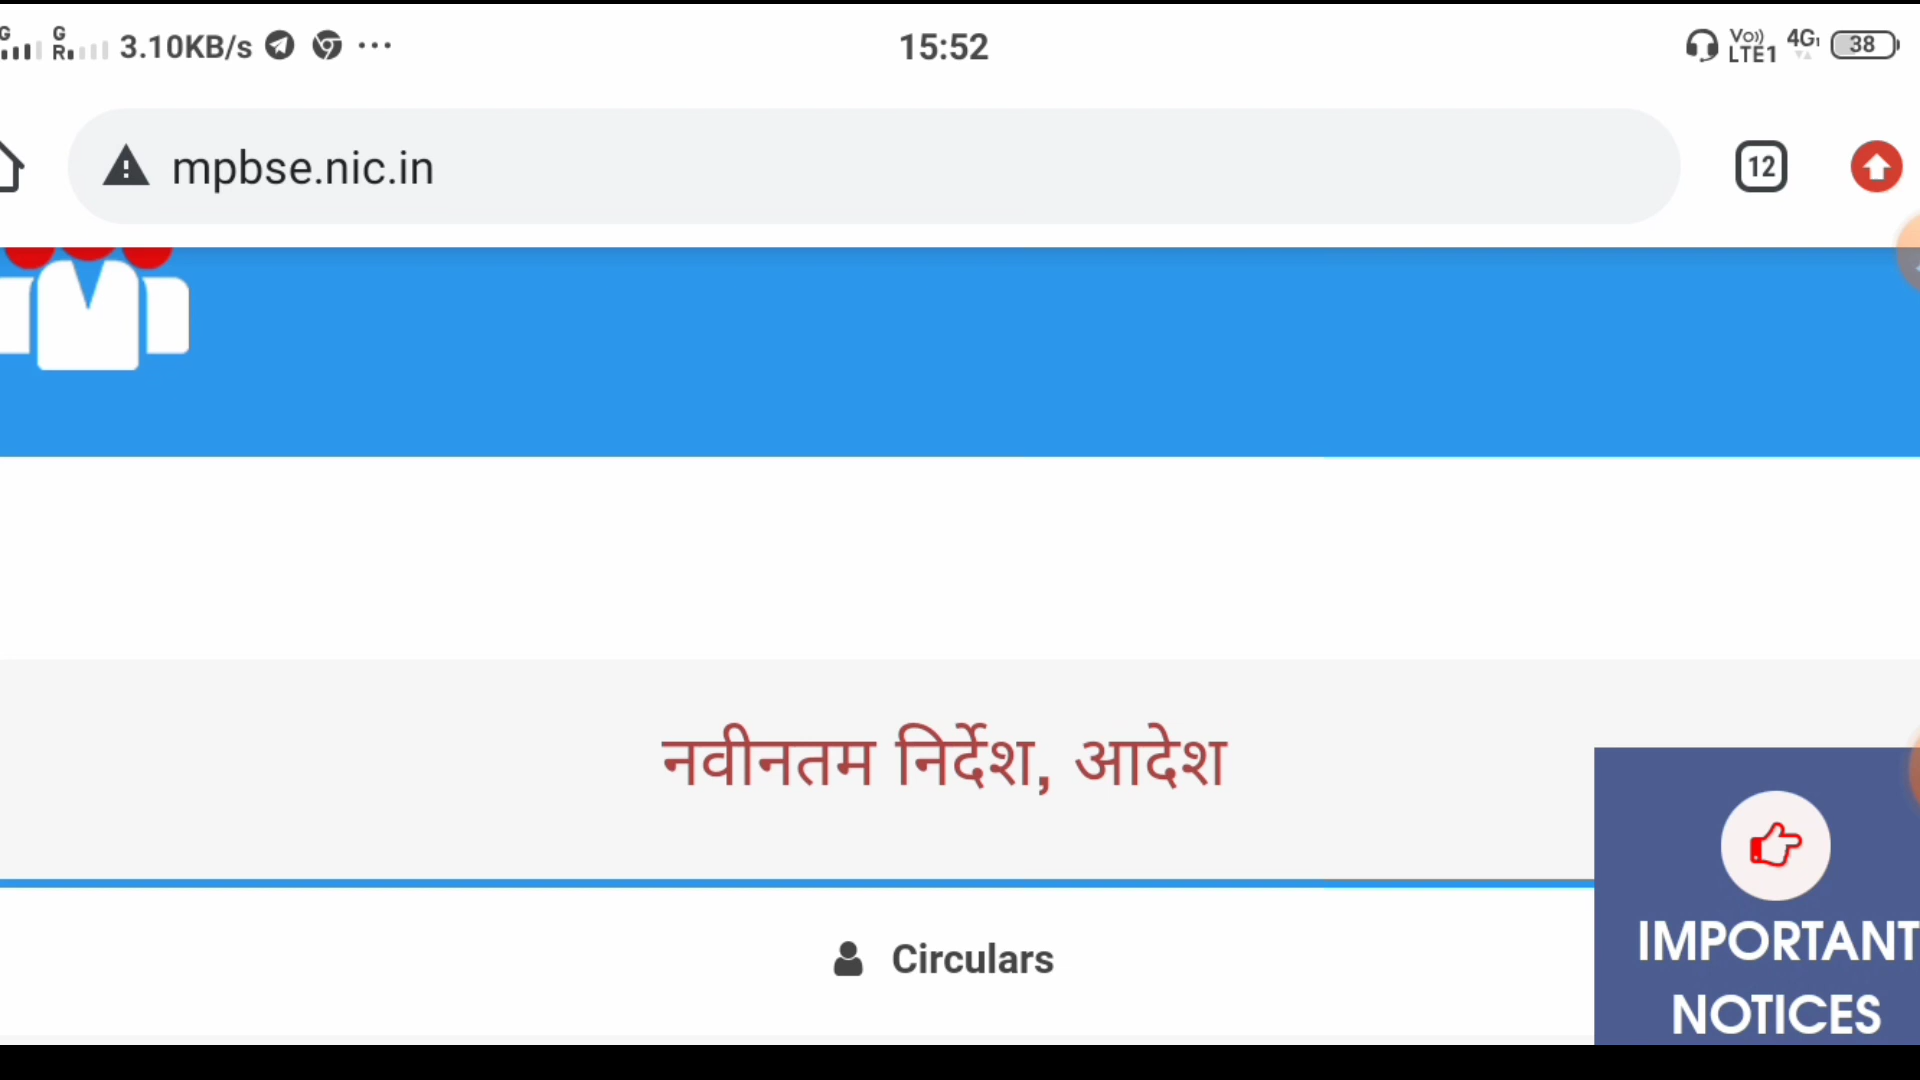 G G
R 3.10KB/s ... 15:52 Vo)) LTE1 4G 38
mpbse.nic.in 12
नवीनतम निर्देश, आदेश
Circulars
IMPORTANT
NOTICES